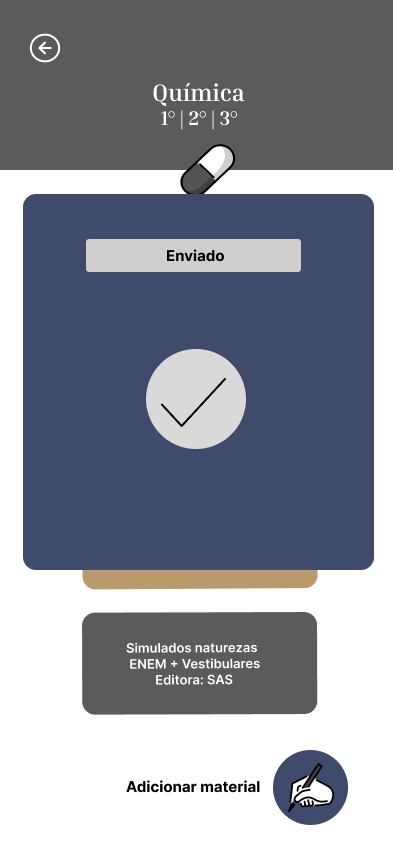 Química
1° | 2° | 3°
Enviado
Simulados naturezas
ENEM + Vestibulares
Editora: SAS
Adicionar material